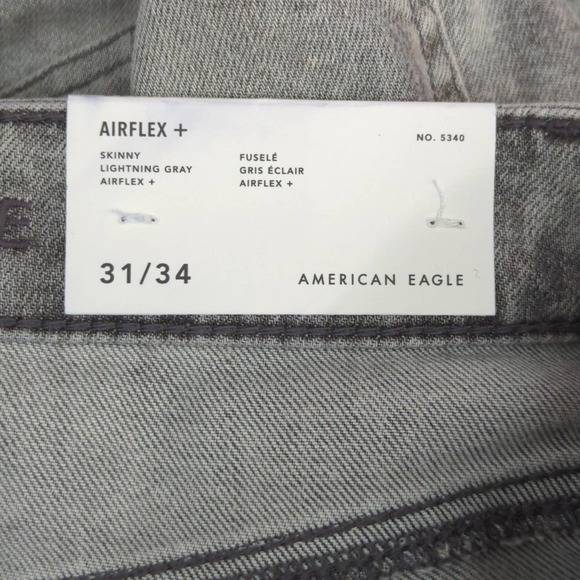 AIRFLEX +
NO. 5340
SKINNY
LIGHTNING GRAY
AIRFLEX +
FUSELÉ
GRIS ÉCLAIR
AIRFLEX +
E
31/34
AMERICAN EAGLE